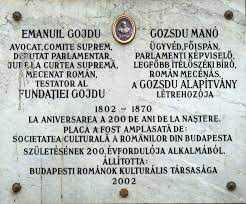 EMANUIL GOJDU
AVOCAT, COMITE SUPREM,
DEPUTAT PARLAMENTAR,
JUDE LA CURTEA SUPREMĂ,
MECENAT ROMÂN,
TESTATOR AL
FUNDAȚIEI GOJDU
GOZSDU MANÓ
ÜGYVÉD, FŐISPÁN,
PARLAMENTI KÉPVISELŐ,
LEGFŐBB ÍTÉLŐSZÉKI BÍRÓ,
ROMÁN MECÉNÁS,
A GOZSDU ALAPÍTVÁNY
LÉTREHOZÓJA
1802 – 1870
LA ANIVERSAREA A 200 DE ANI DE LA NAȘTERE.
PLACA A FOST AMPLASATĂ DE:
SOCIETATEA CULTURALĂ A ROMÂNILOR DIN BUDAPESTA
SZÜLETÉSÉNEK 200. ÉVFORDULÓJA ALKALMÁBÓL.
ÁLLÍTOTTA:
BUDAPESTI ROMÁNOK KULTURÁLIS TÁRSASÁGA
2002